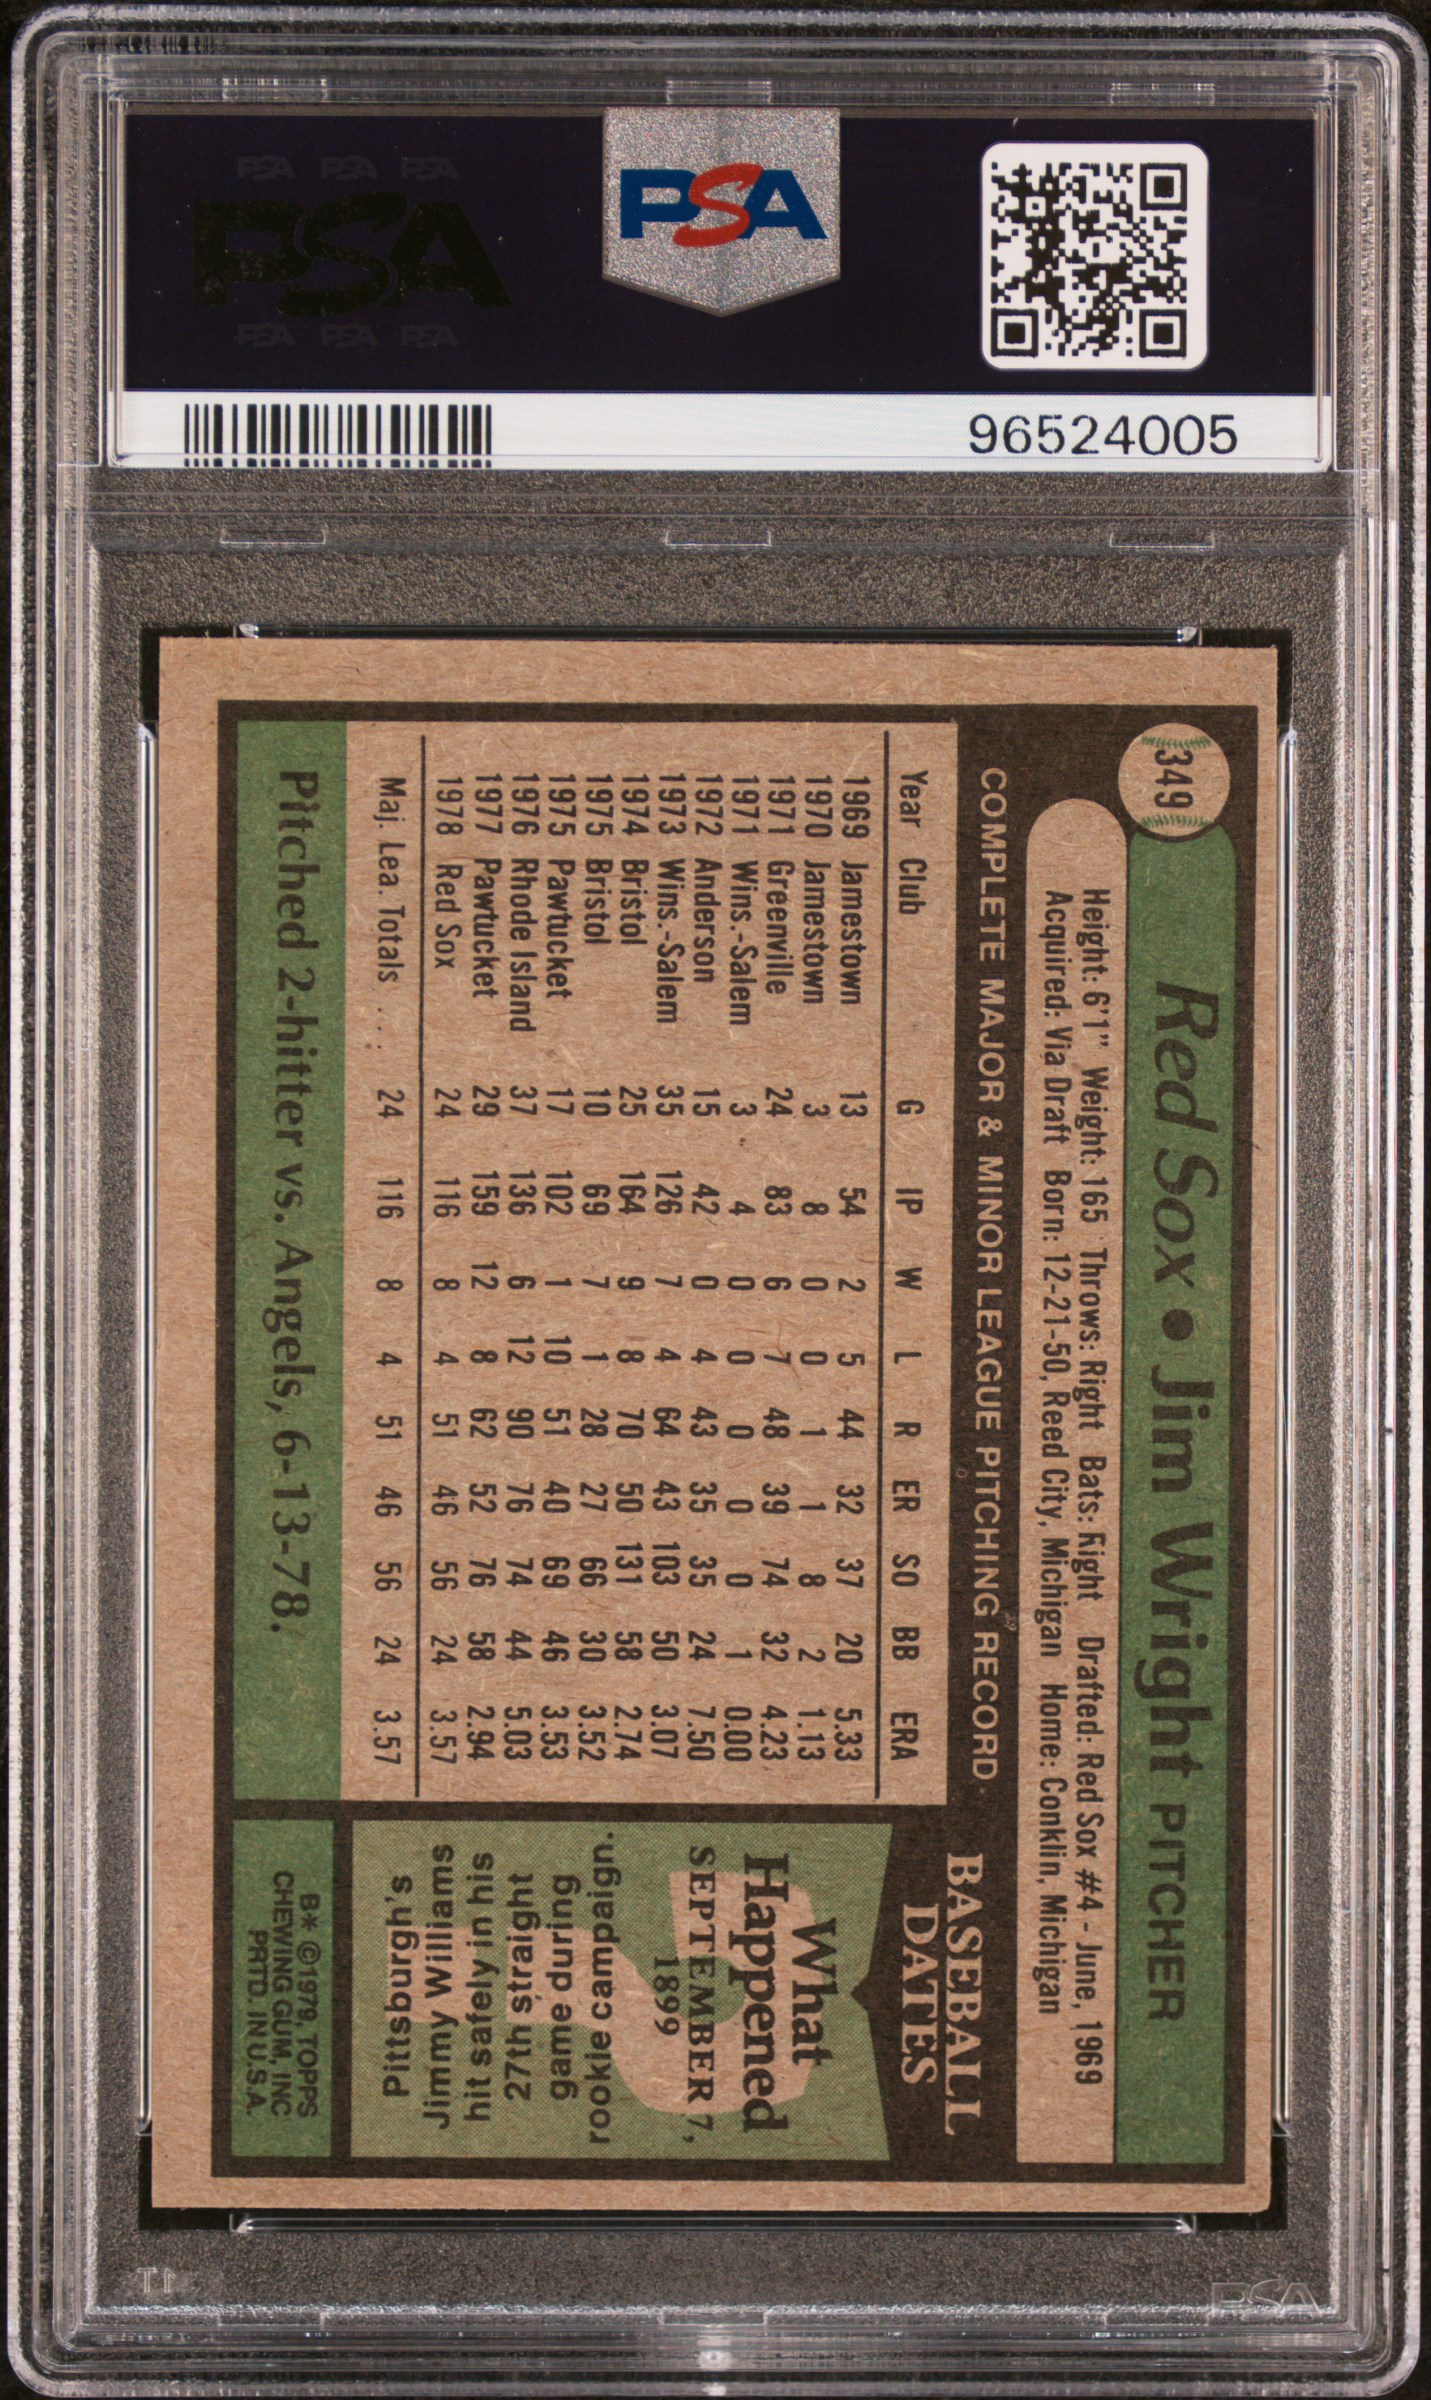 PSA PSA PSA
PSA
PSA PSA PSA
PSA
96524005
349
Red Sox • Jim Wright PITCHER
Height: 6'1" Weight: 165 Throws: Right Bats: Right Drafted: Red Sox #4 - June, 1969
Acquired: Via Draft Born: 12-21-50, Reed City, Michigan Home: Conklin, Michigan
COMPLETE MAJOR & MINOR LEAGUE PITCHING RECORD
Year Club G IP W L R ER SO BB ERA
1969 Jamestown 13 54 2 5 44 32 37 20 5.33
1970 Jamestown 3 8 0 0 1 1 8 2 1.13
1971 Greenville 24 83 6 7 48 39 74 32 4.23
1971 Wins.-Salem 3 4 0 0 0 0 0 1 0.00
1972 Anderson 15 42 0 4 43 35 35 24 7.50
1973 Wins.-Salem 35 126 7 4 64 43 103 50 3.07
1974 Bristol 25 164 9 8 70 50 131 58 2.74
1975 Bristol 10 69 7 1 28 27 66 30 3.52
1975 Pawtucket 17 102 1 10 51 40 69 46 3.53
1976 Rhode Island 37 136 6 12 90 76 74 44 5.03
1977 Pawtucket 29 159 12 8 62 52 76 58 2.94
1978 Red Sox 24 116 8 4 51 46 56 24 3.57
Maj. Lea. Totals .... 24 116 8 4 51 46 56 24 3.57
Pitched 2-hitter vs. Angels, 6-13-78.
BASEBALL
DATES
What
Happened
SEPTEMBER 7,
1899
rookie campaign.
game during
27th straight
hit safely in his
Jimmy Williams
Pittsburgh's
B* ©1979, TOPPS
CHEWING GUM, INC
PRTD. IN U.S.A.
PSA